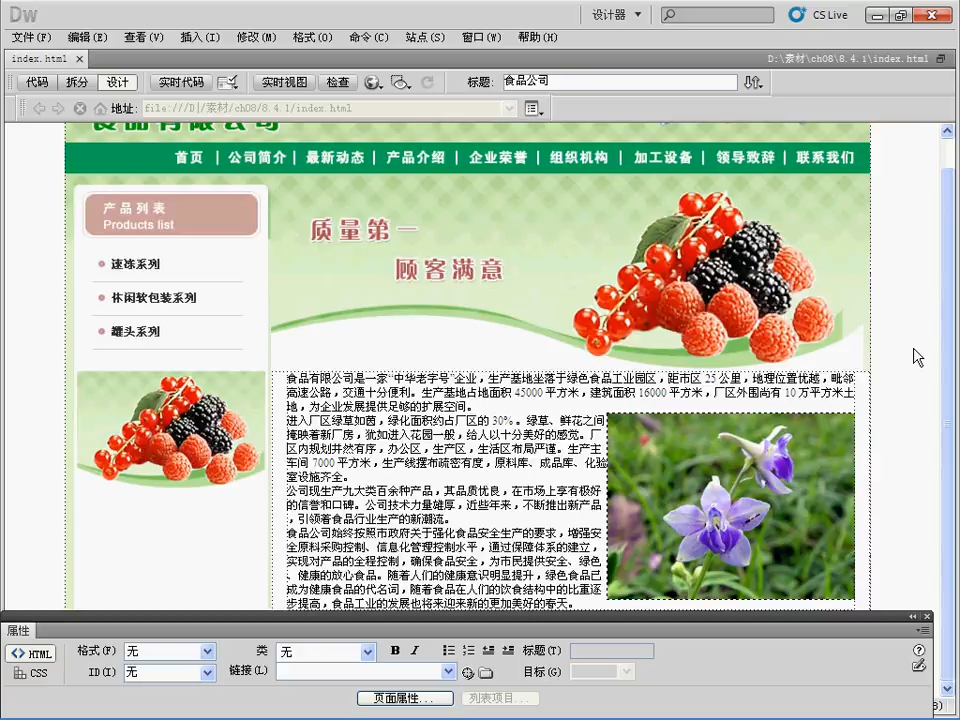 Dw
设计器
CS Live
文件(F) 编辑(E) 查看(V) 插入(I) 修改(M) 格式(O) 命令(C) 站点(S) 窗口(W) 帮助(H)
index.html
D:\素材\ch08\8.4.1\index.html
代码 拆分 设计 实时代码 实时视图 检查 标题: 食品公司
地址: file:///D|/素材/ch08/8.4.1/index.html
食品有限公司
首页 | 公司简介 | 最新动态 | 产品介绍 | 企业荣誉 | 组织机构 | 加工设备 | 领导致辞 | 联系我们
产品列表
Products list
速冻系列
休闲软包装系列
罐头系列
质量第一
顾客满意
食品有限公司是一家"中华老字号"企业，生产基地坐落于绿色食品工业园区，距市区 25 公里，地理位置优越，毗邻
高速公路，交通十分便利。生产基地占地面积 45000 平方米，建筑面积 16000 平方米，厂区外围尚有 10 万平方米土
地，为企业发展提供足够的扩展空间。
进入厂区绿草如茵，绿化面积约占厂区的 30%。绿草、鲜花之间
掩映着新厂房，犹如进入花园一般，给人以十分美好的感觉。厂
区内规划井然有序，办公区，生产区，生活区布局严谨。生产主
车间 7000 平方米，生产线摆布疏密有度，原料库、成品库、化验
室设施齐全。
公司现生产九大类百余种产品，其品质优良，在市场上享有极好
的信誉和口碑。公司技术力量雄厚，近些年来，不断推出新产品
，引领着食品行业生产的新潮流。
食品公司始终按照市政府关于强化食品安全生产的要求，增强安
全原料采购控制、信息化管理控制水平，通过保障体系的建立，
实现对产品的全程控制，确保食品安全，为市民提供安全、绿色
、健康的放心食品。随着人们的健康意识明显提升，绿色食品已
成为健康食品的代名词，随着食品在人们的饮食结构中的比重逐
步提高，食品工业的发展也将来迎来新的更加美好的春天。
属性
HTML 格式(F) 无 类 无 B I 标题(T)
CSS ID(I) 无 链接(L) 目标(G)
页面属性... 列表项目...